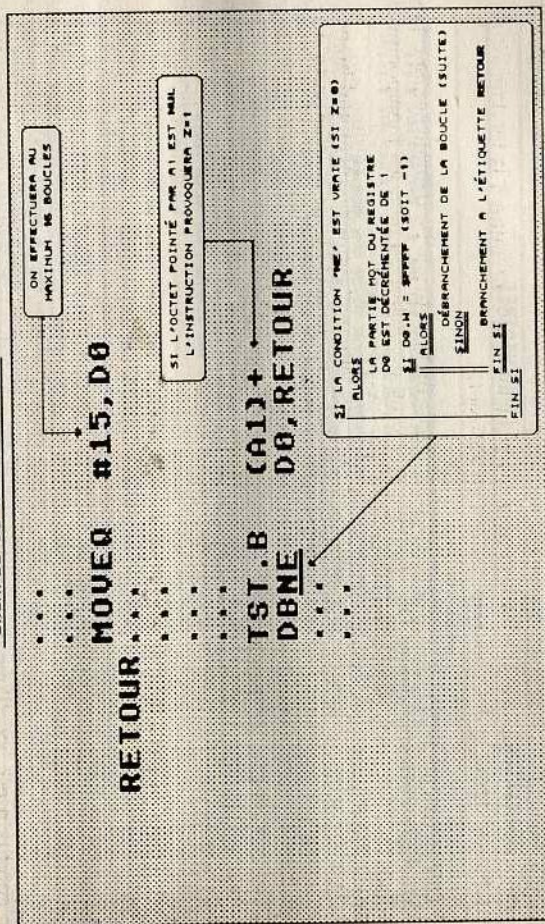 ON EFFECTUERA AU
MAXIMUM 16 BOUCLES
...
...
MOVEQ #15,D0
RETOUR ...
...
...
...
SI L'OCTET POINTÉ PAR A1 EST NUL
L'INSTRUCTION PROVOQUERA Z=1
TST.B (A1)+
DBNE D0,RETOUR
...
...
SI LA CONDITION "NE" EST VRAIE (SI Z=0)
ALORS
LA PARTIE MOT DU REGISTRE
D0 EST DÉCRÉMENTÉE DE 1
SI D0.W = $FFFF (SOIT -1)
ALORS
DÉBRANCHEMENT DE LA BOUCLE (SUITE)
SINON
BRANCHEMENT A L'ÉTIQUETTE RETOUR
FIN SI
FIN SI